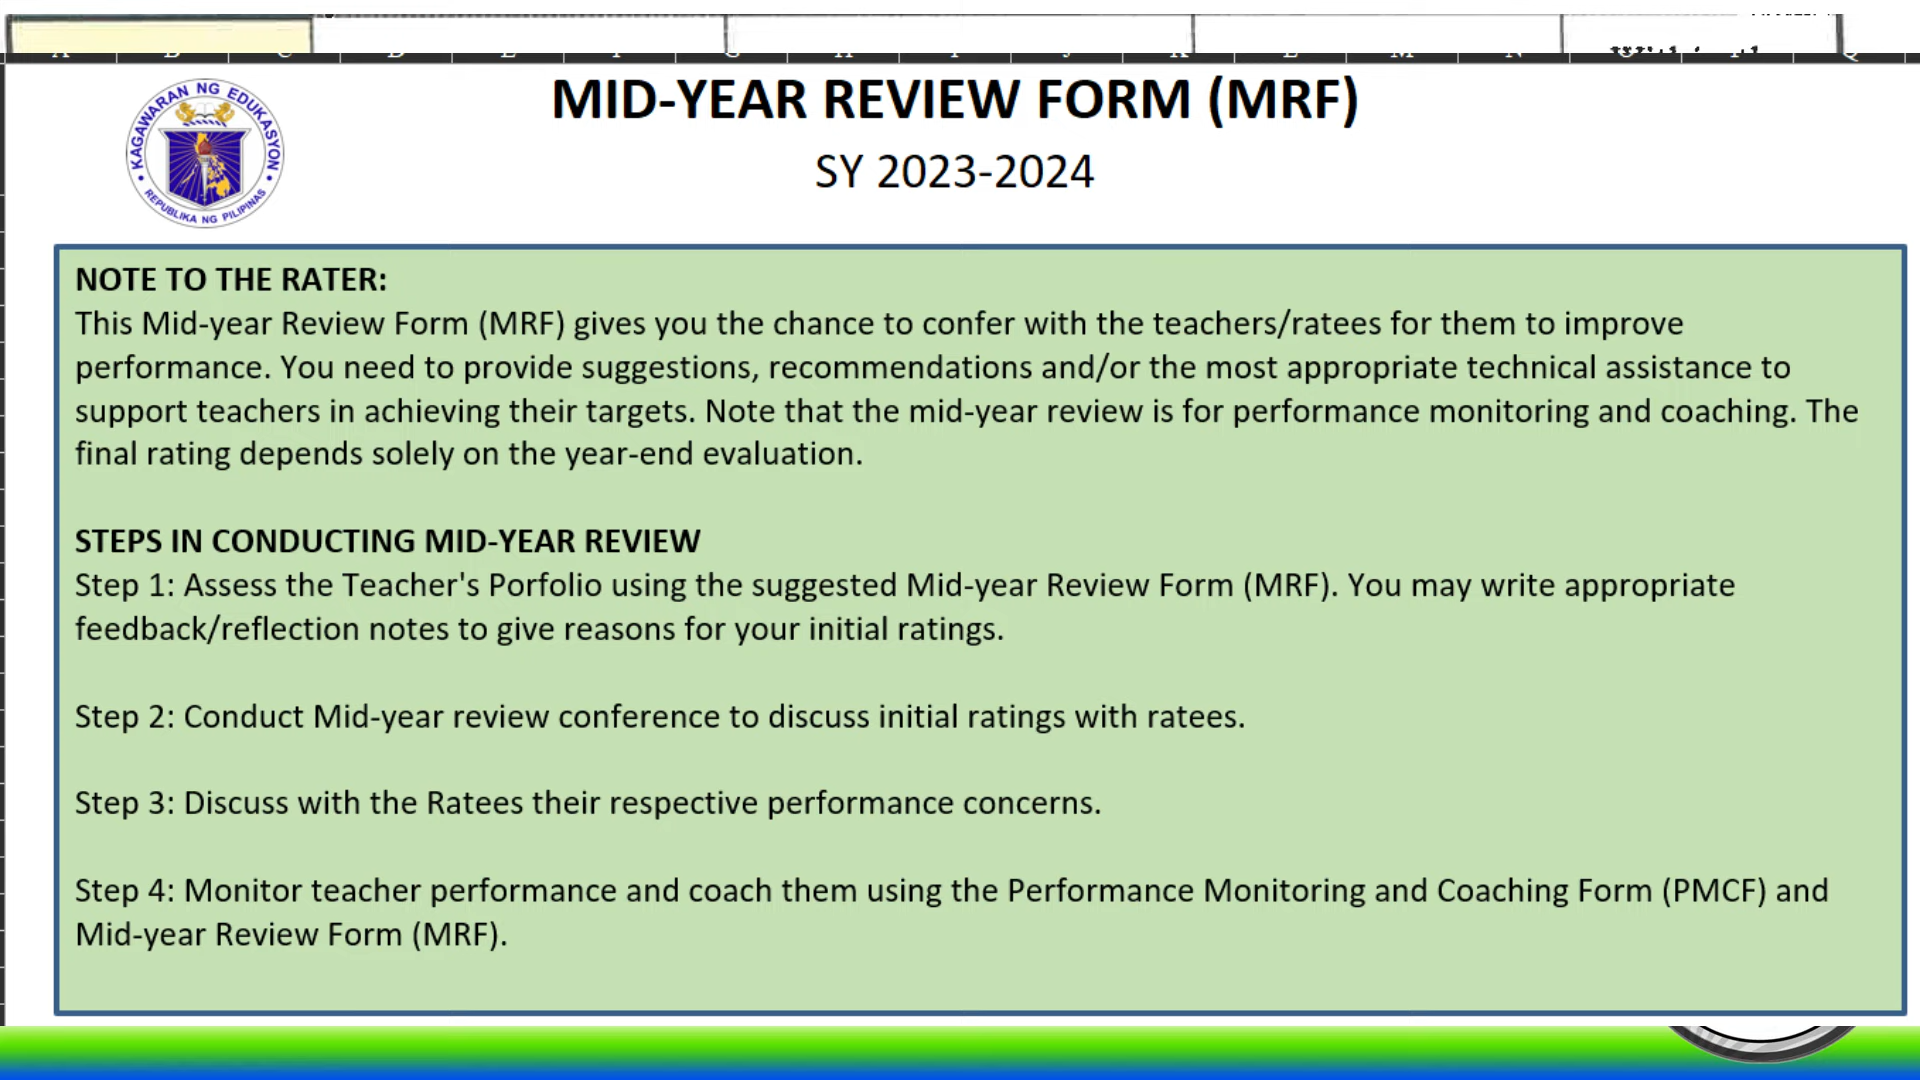 A B C D E F G H I J K L M N O P Q
KAGAWARAN NG EDUKASYON
REPUBLIKA NG PILIPINAS
MID-YEAR REVIEW FORM (MRF)
SY 2023-2024
NOTE TO THE RATER:
This Mid-year Review Form (MRF) gives you the chance to confer with the teachers/ratees for them to improve
performance. You need to provide suggestions, recommendations and/or the most appropriate technical assistance to
support teachers in achieving their targets. Note that the mid-year review is for performance monitoring and coaching. The
final rating depends solely on the year-end evaluation.
STEPS IN CONDUCTING MID-YEAR REVIEW
Step 1: Assess the Teacher's Porfolio using the suggested Mid-year Review Form (MRF). You may write appropriate
feedback/reflection notes to give reasons for your initial ratings.
Step 2: Conduct Mid-year review conference to discuss initial ratings with ratees.
Step 3: Discuss with the Ratees their respective performance concerns.
Step 4: Monitor teacher performance and coach them using the Performance Monitoring and Coaching Form (PMCF) and
Mid-year Review Form (MRF).